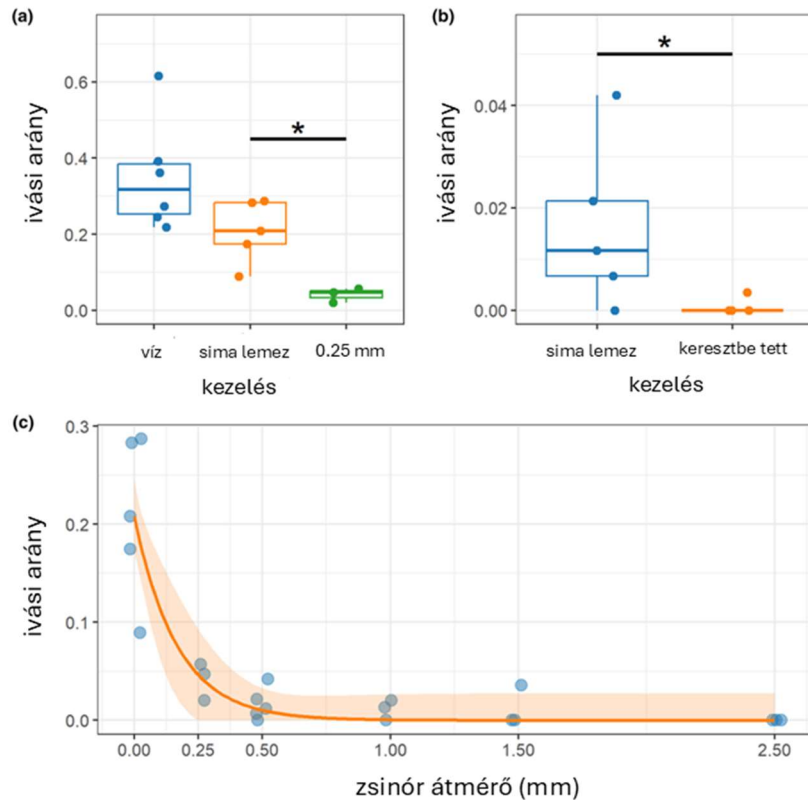 (a)
ivási arány
0.6
0.4
0.2
0.0
*
víz
sima lemez
0.25 mm
kezelés
(b)
ivási arány
0.04
0.02
0.00
*
sima lemez
keresztbe tett
kezelés
(c)
ivási arány
0.3
0.2
0.1
0.0
0.00
0.25
0.50
1.00
1.50
2.50
zsinór átmérő (mm)